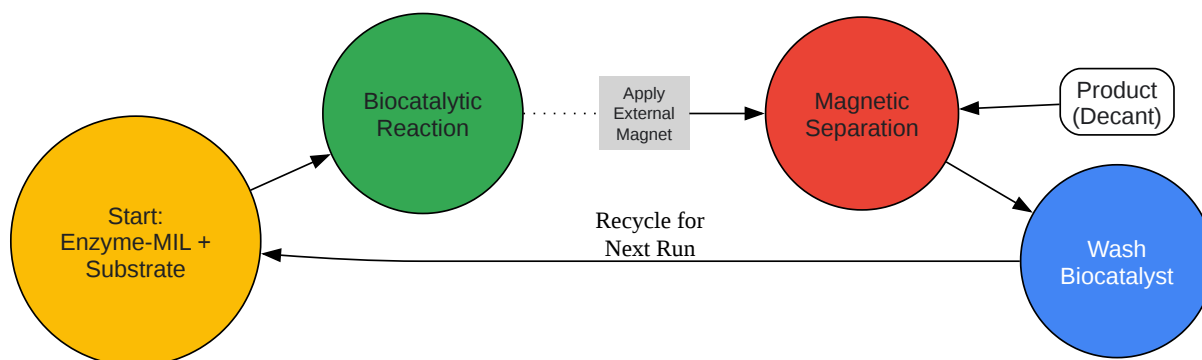 Start:
Enzyme-MIL +
Substrate
Biocatalytic
Reaction
Apply
External
Magnet
Magnetic
Separation
Product
(Decant)
Wash
Biocatalyst
Recycle for
Next Run